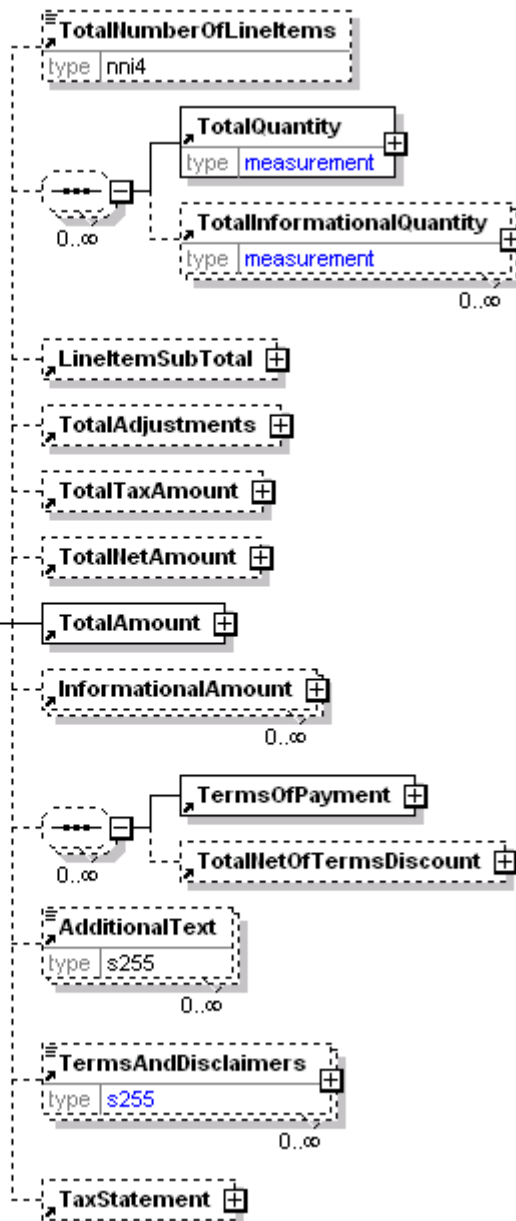 TotalNumberOfLineItems
type nni4
TotalQuantity
type measurement
0..∞
TotalInformationalQuantity
type measurement
0..∞
LineItemSubTotal
TotalAdjustments
TotalTaxAmount
TotalNetAmount
TotalAmount
InformationalAmount
0..∞
TermsOfPayment
0..∞
TotalNetOfTermsDiscount
AdditionalText
type s255
0..∞
TermsAndDisclaimers
type s255
0..∞
TaxStatement